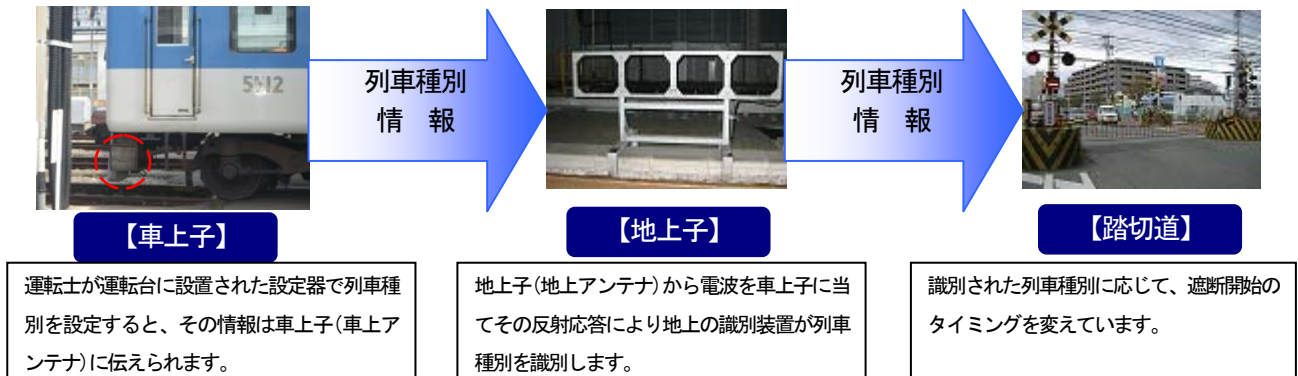 列車種別
情 報
列車種別
情 報
【車上子】
運転士が運転台に設置された設定器で列車種
別を設定すると、その情報は車上子(車上ア
ンテナ)に伝えられます。
【地上子】
地上子(地上アンテナ)から電波を車上子に当
てその反射応答により地上の識別装置が列車
種別を識別します。
【踏切道】
識別された列車種別に応じて、遮断開始の
タイミングを変えています。